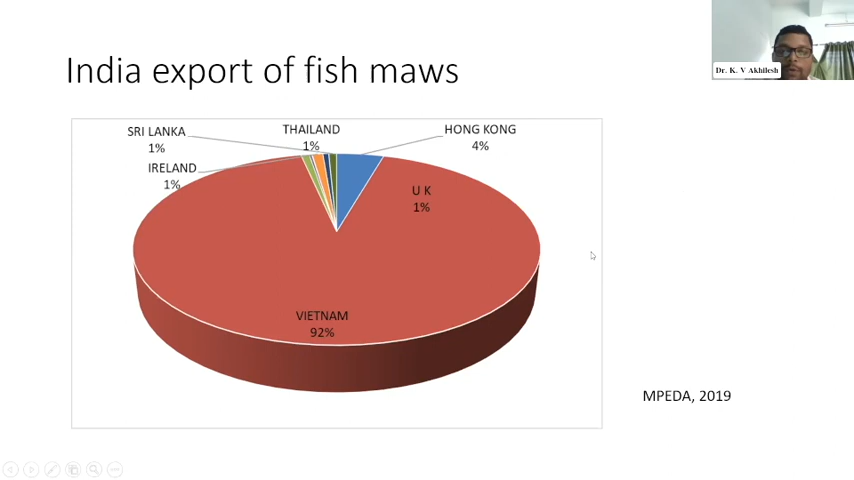 India export of fish maws
Dr. K. V Akhilesh
SRI LANKA
1%
THAILAND
1%
HONG KONG
4%
IRELAND
1%
U K
1%
VIETNAM
92%
MPEDA, 2019